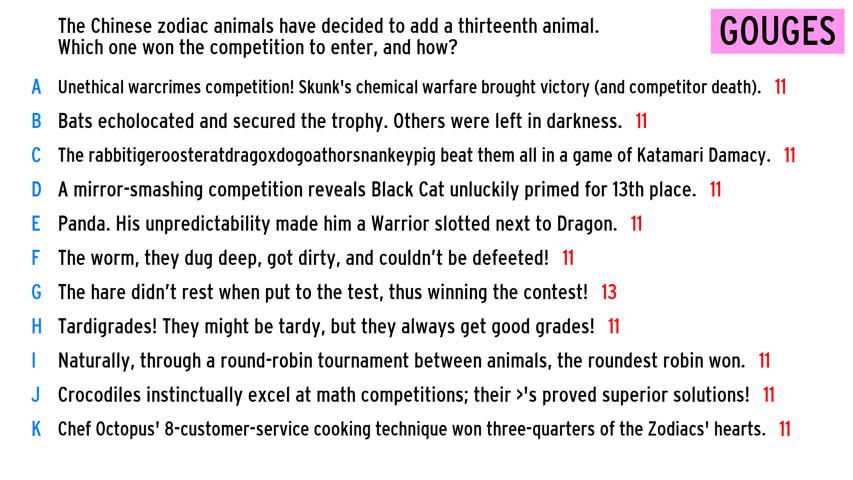 The Chinese zodiac animals have decided to add a thirteenth animal.
Which one won the competition to enter, and how?
GOUGES
A Unethical warcrimes competition! Skunk's chemical warfare brought victory (and competitor death). 11
B Bats echolocated and secured the trophy. Others were left in darkness. 11
C The rabbitigeroosteratdragoxdogoathorsnankeypig beat them all in a game of Katamari Damacy. 11
D A mirror-smashing competition reveals Black Cat unluckily primed for 13th place. 11
E Panda. His unpredictability made him a Warrior slotted next to Dragon. 11
F The worm, they dug deep, got dirty, and couldn’t be defeeted! 11
G The hare didn’t rest when put to the test, thus winning the contest! 13
H Tardigrades! They might be tardy, but they always get good grades! 11
I Naturally, through a round-robin tournament between animals, the roundest robin won. 11
J Crocodiles instinctually excel at math competitions; their >'s proved superior solutions! 11
K Chef Octopus' 8-customer-service cooking technique won three-quarters of the Zodiacs' hearts. 11